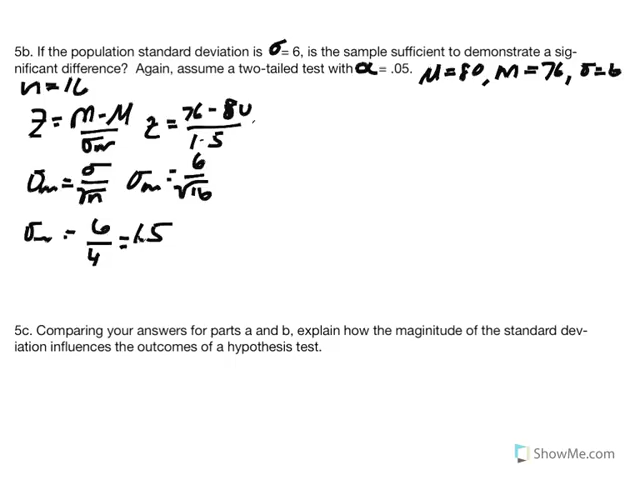 5b. If the population standard deviation is σ = 6, is the sample sufficient to demonstrate a sig-
nificant difference? Again, assume a two-tailed test with α = .05. μ=80, M=76, σ=6
n=16
Z = M-μ/σm z = 76-80/1.5
σm = σ/√n σm = 6/√16
σm = 6/4 = 1.5
5c. Comparing your answers for parts a and b, explain how the maginitude of the standard dev-
iation influences the outcomes of a hypothesis test.
ShowMe.com